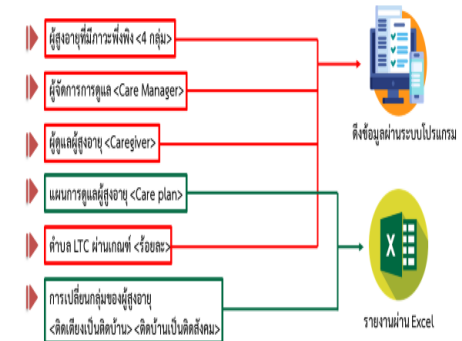 ผู้สูงอายุที่มีภาวะพึ่งพิง <4 กลุ่ม>
ผู้จัดการการดูแล <Care Manager>
ผู้ดูแลผู้สูงอายุ <Caregiver>
แผนการดูแลผู้สูงอายุ <Care plan>
ตำบล LTC ผ่านเกณฑ์ <ร้อยละ>
การเปลี่ยนกลุ่มของผู้สูงอายุ
<ติดเตียงเป็นติดบ้าน> <ติดบ้านเป็นติดสังคม>
ดึงข้อมูลผ่านระบบโปรแกรม
X
รายงานผ่าน Excel